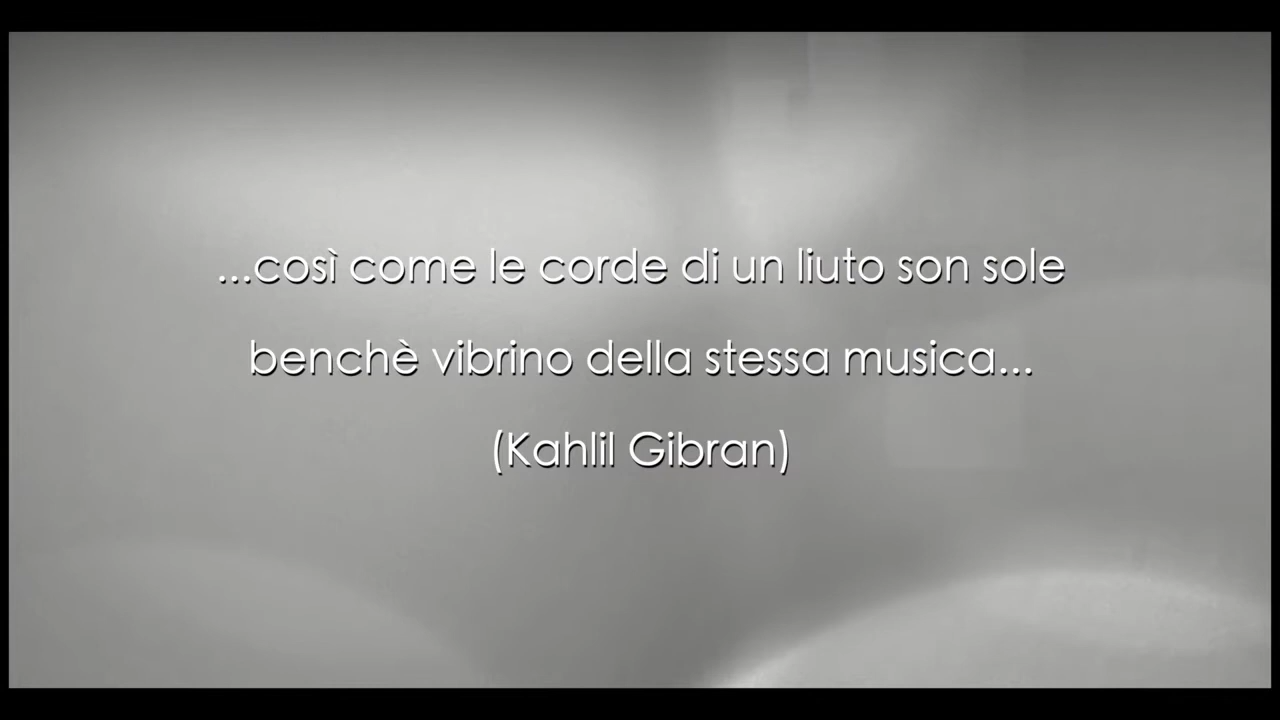 ...così come le corde di un liuto son sole
benchè vibrino della stessa musica...
(Kahlil Gibran)